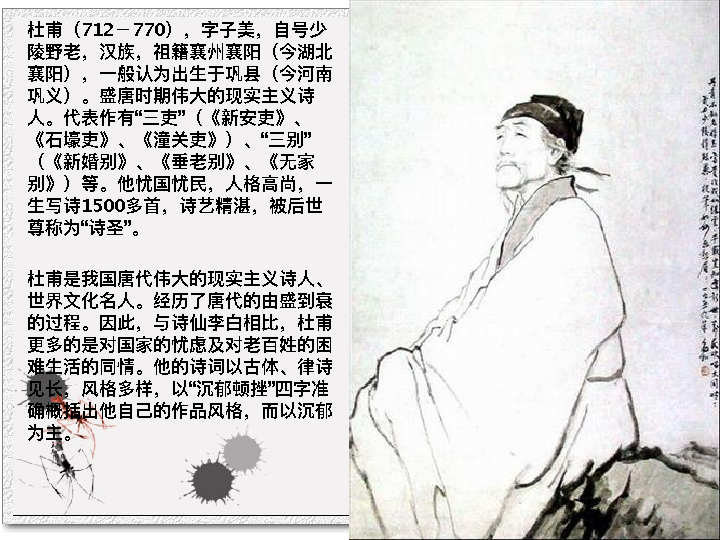 杜甫（712－770），字子美，自号少
陵野老，汉族，祖籍襄州襄阳（今湖北
襄阳），一般认为出生于巩县（今河南
巩义）。盛唐时期伟大的现实主义诗
人。代表作有“三吏”（《新安吏》、
《石壕吏》、《潼关吏》）、“三别”
（《新婚别》、《垂老别》、《无家
别》）等。他忧国忧民，人格高尚，一
生写诗1500多首，诗艺精湛，被后世
尊称为“诗圣”。
杜甫是我国唐代伟大的现实主义诗人、
世界文化名人。经历了唐代的由盛到衰
的过程。因此，与诗仙李白相比，杜甫
更多的是对国家的忧虑及对老百姓的困
难生活的同情。他的诗词以古体、律诗
见长，风格多样，以“沉郁顿挫”四字准
确概括出他自己的作品风格，而以沉郁
为主。